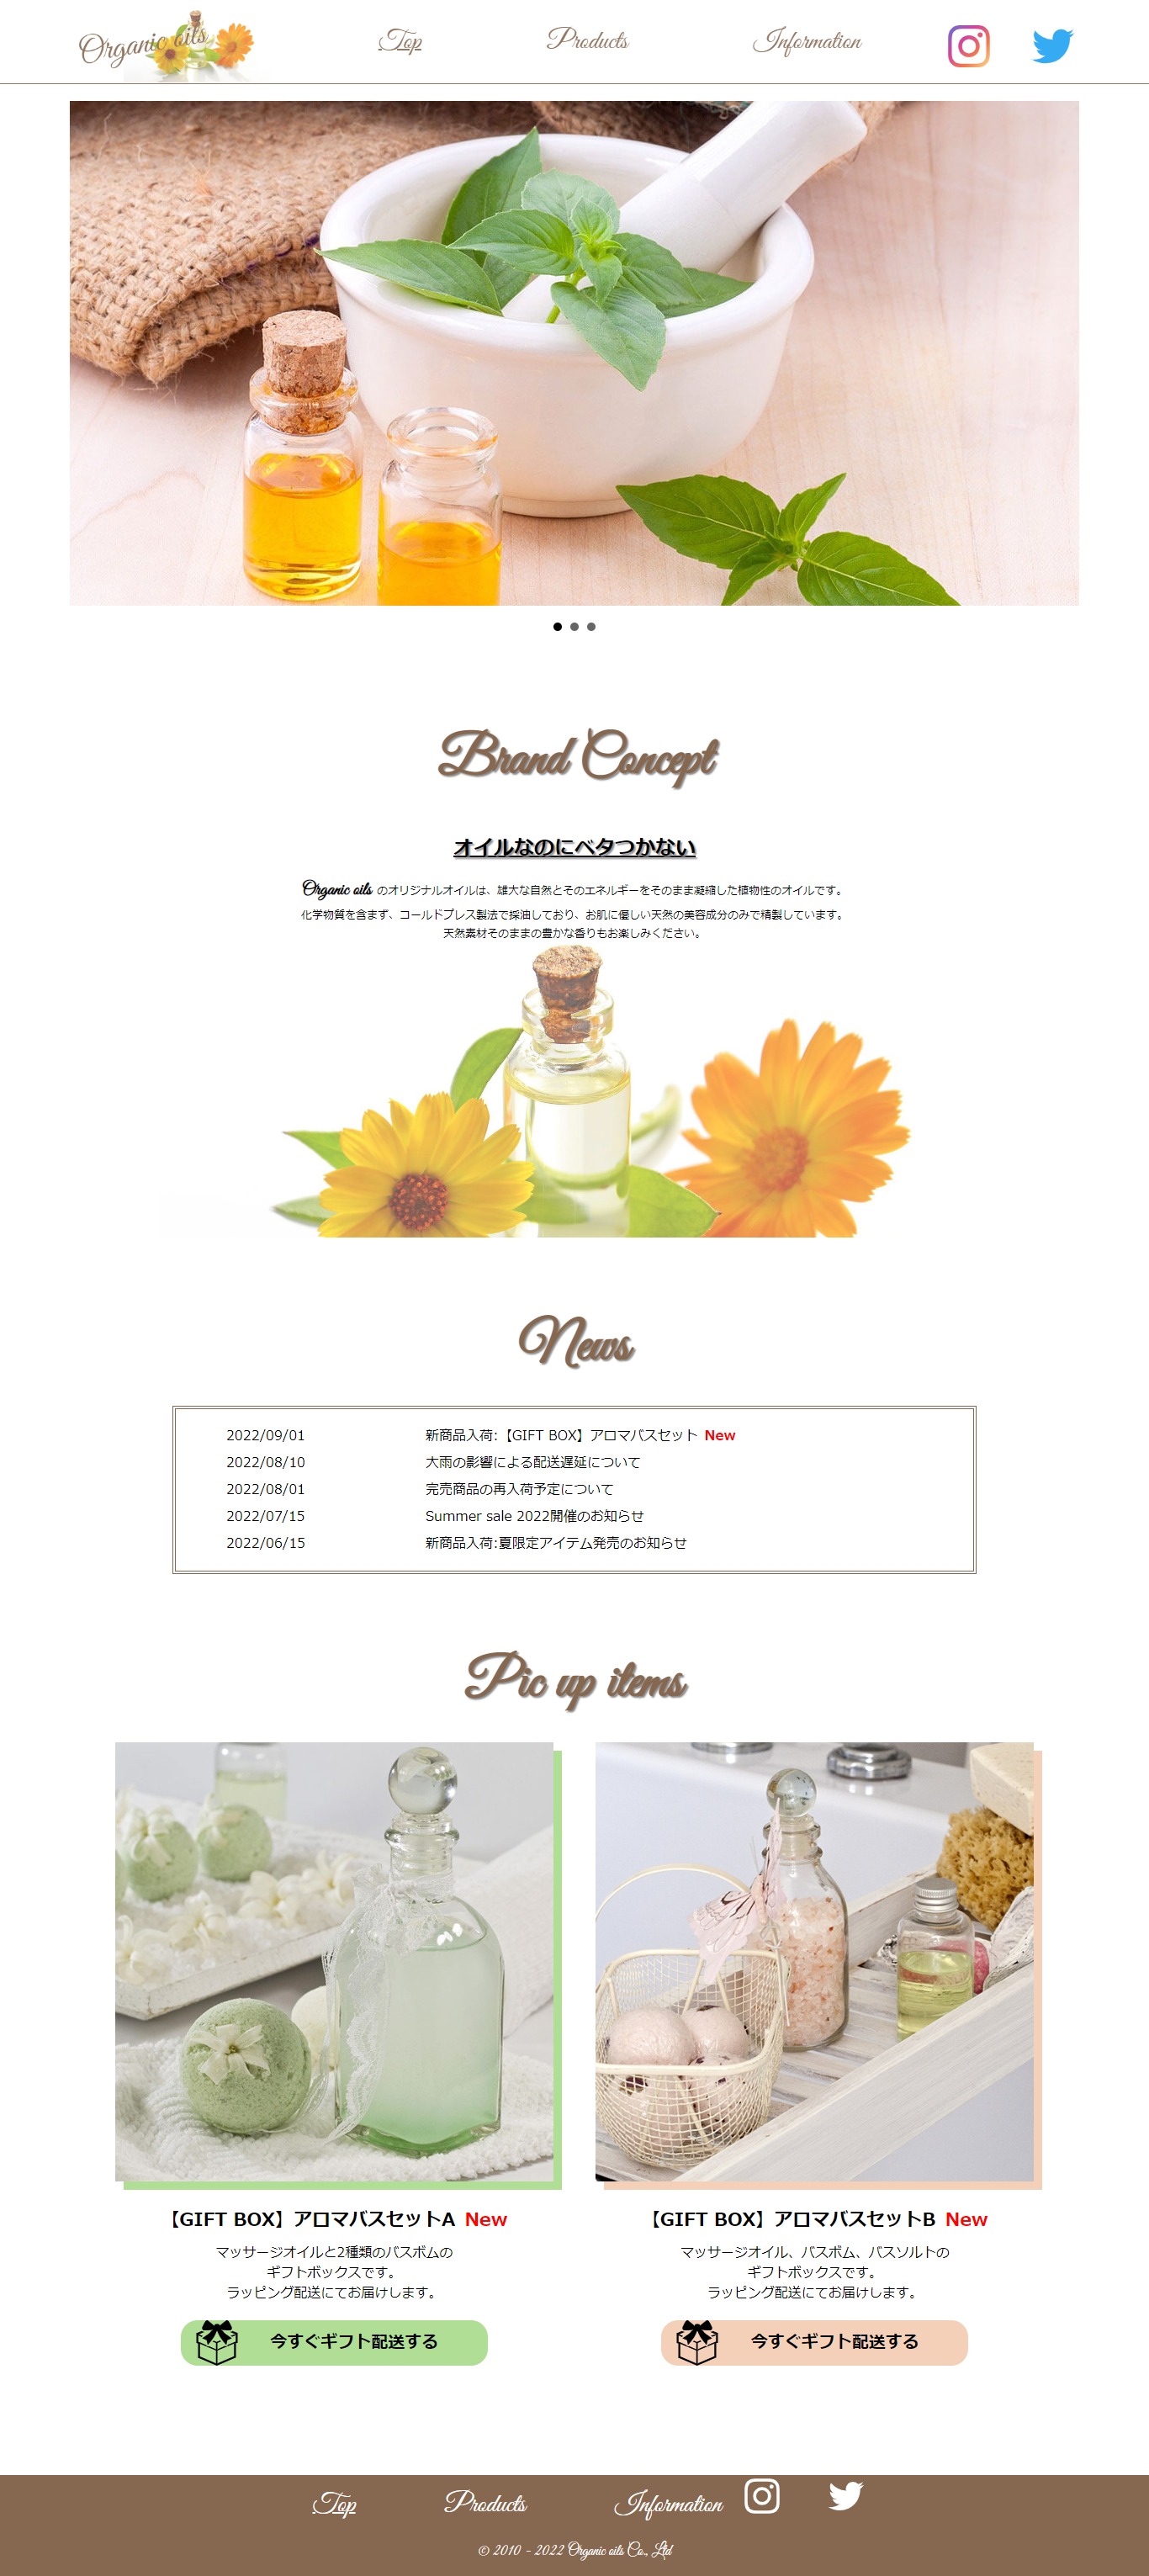 Organic oils
Top
Products
Information
Brand Concept
オイルなのにベタつかない
Organic oils のオリジナルオイルは、雄大な自然とそのエネルギーをそのまま凝縮した植物性のオイルです。
化学物質を含まず、コールドプレス製法で採油しており、お肌に優しい天然の美容成分のみで精製しています。
天然素材そのままの豊かな香りもお楽しみください。
News
2022/09/01 新商品入荷:【GIFT BOX】アロマバスセット New
2022/08/10 大雨の影響による配送遅延について
2022/08/01 完売商品の再入荷予定について
2022/07/15 Summer sale 2022開催のお知らせ
2022/06/15 新商品入荷:夏限定アイテム発売のお知らせ
Pic up items
【GIFT BOX】アロマバスセットA New
マッサージオイルと2種類のバスボムの
ギフトボックスです。
ラッピング配送にてお届けします。
今すぐギフト配送する
【GIFT BOX】アロマバスセットB New
マッサージオイル、バスボム、バスソルトの
ギフトボックスです。
ラッピング配送にてお届けします。
今すぐギフト配送する
Top
Products
Information
© 2010 - 2022 Organic oils Co., Ltd